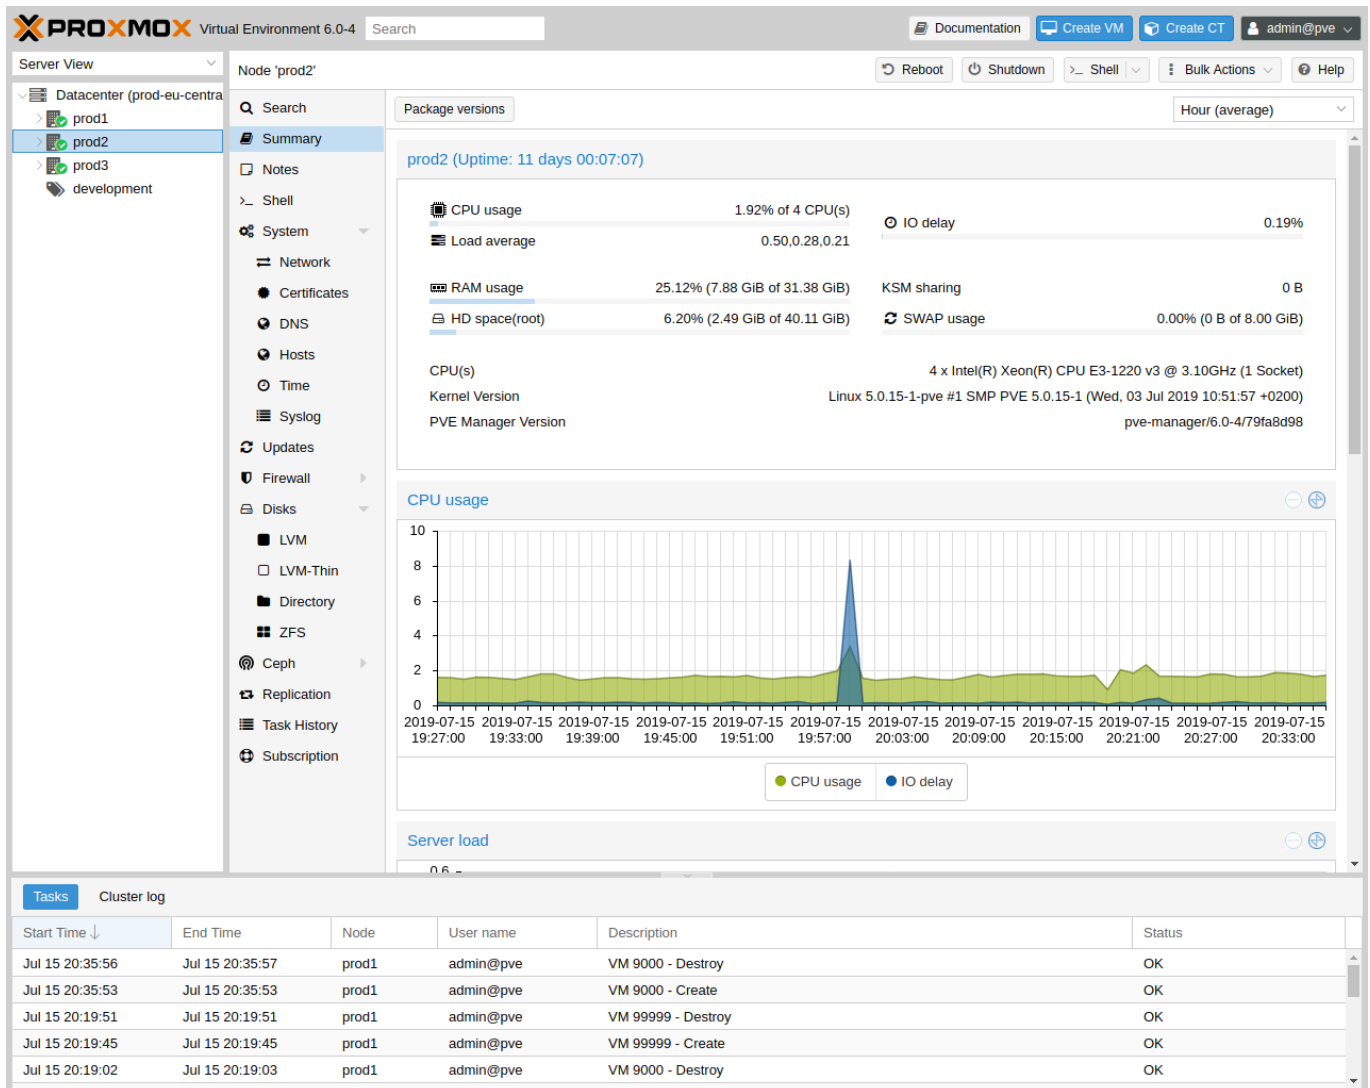 PROXMOX Virtual Environment 6.0-4 Search Documentation Create VM Create CT admin@pve
Server View
Datacenter (prod-eu-centra
prod1
prod2
prod3
development
Node 'prod2' Reboot Shutdown >_ Shell Bulk Actions Help
Search
Summary
Notes
>_ Shell
System
Network
Certificates
DNS
Hosts
Time
Syslog
Updates
Firewall
Disks
LVM
LVM-Thin
Directory
ZFS
Ceph
Replication
Task History
Subscription
Package versions Hour (average)
prod2 (Uptime: 11 days 00:07:07)
CPU usage 1.92% of 4 CPU(s)
IO delay 0.19%
Load average 0.50,0.28,0.21
RAM usage 25.12% (7.88 GiB of 31.38 GiB) KSM sharing 0 B
HD space(root) 6.20% (2.49 GiB of 40.11 GiB) SWAP usage 0.00% (0 B of 8.00 GiB)
CPU(s) 4 x Intel(R) Xeon(R) CPU E3-1220 v3 @ 3.10GHz (1 Socket)
Kernel Version Linux 5.0.15-1-pve #1 SMP PVE 5.0.15-1 (Wed, 03 Jul 2019 10:51:57 +0200)
PVE Manager Version pve-manager/6.0-4/79fa8d98
CPU usage
10
8
6
4
2
0
2019-07-15 2019-07-15 2019-07-15 2019-07-15 2019-07-15 2019-07-15 2019-07-15 2019-07-15 2019-07-15 2019-07-15 2019-07-15 2019-07-15
19:27:00 19:33:00 19:39:00 19:45:00 19:51:00 19:57:00 20:03:00 20:09:00 20:15:00 20:21:00 20:27:00 20:33:00
CPU usage IO delay
Server load
0.6
Tasks Cluster log
Start Time End Time Node User name Description Status
Jul 15 20:35:56 Jul 15 20:35:57 prod1 admin@pve VM 9000 - Destroy OK
Jul 15 20:35:53 Jul 15 20:35:53 prod1 admin@pve VM 9000 - Create OK
Jul 15 20:19:51 Jul 15 20:19:51 prod1 admin@pve VM 99999 - Destroy OK
Jul 15 20:19:45 Jul 15 20:19:45 prod1 admin@pve VM 99999 - Create OK
Jul 15 20:19:02 Jul 15 20:19:03 prod1 admin@pve VM 9000 - Destroy OK